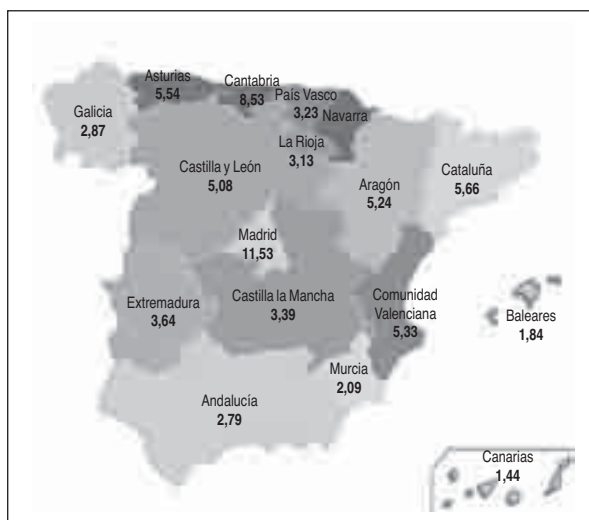 Asturias
5,54
Cantabria
8,53
País Vasco
3,23
Navarra
Galicia
2,87
La Rioja
3,13
Castilla y León
5,08
Aragón
5,24
Cataluña
5,66
Madrid
11,53
Extremadura
3,64
Castilla la Mancha
3,39
Comunidad
Valenciana
5,33
Baleares
1,84
Murcia
2,09
Andalucía
2,79
Canarias
1,44